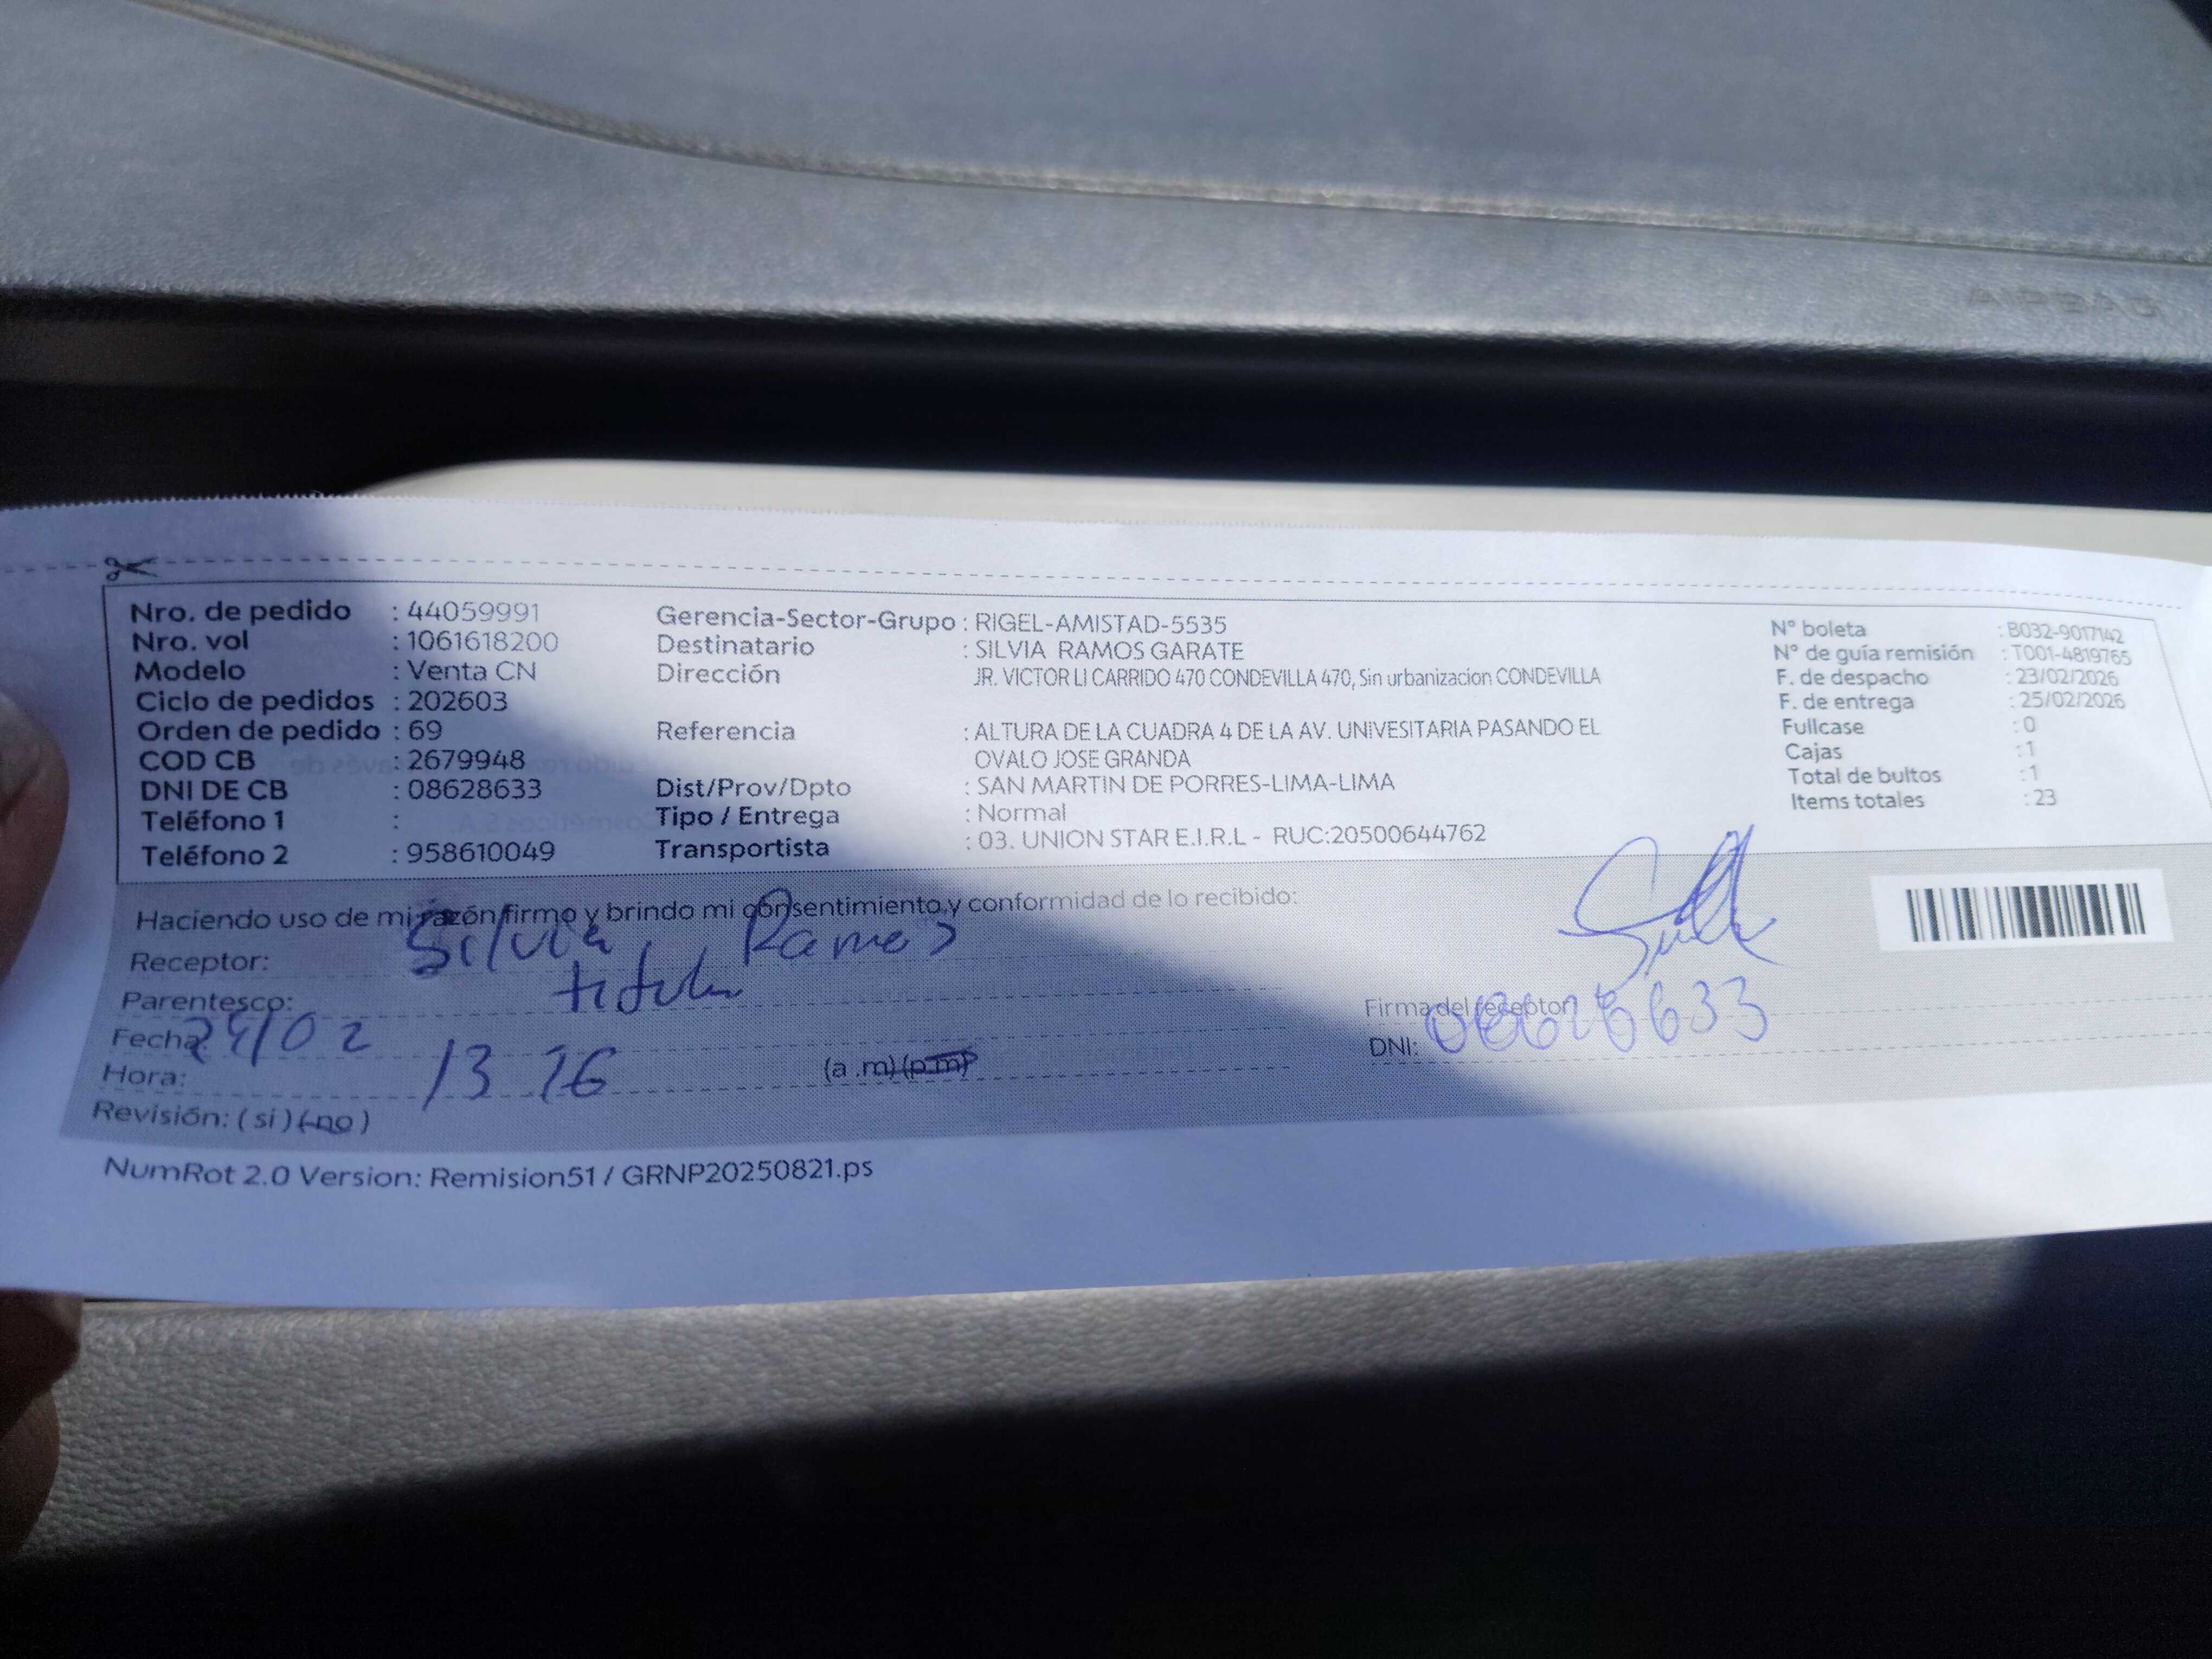 AIRBAG
Nro. de pedido : 44059991
Nro. vol : 1061618200
Modelo : Venta CN
Ciclo de pedidos : 202603
Orden de pedido : 69
COD CB : 2679948
DNI DE CB : 08628633
Teléfono 1 :
Teléfono 2 : 958610049
Gerencia-Sector-Grupo : RIGEL-AMISTAD-5535
Destinatario : SILVIA RAMOS GARATE
Dirección JR. VICTOR LI CARRIDO 470 CONDEVILLA 470, Sin urbanizacion CONDEVILLA
Referencia : ALTURA DE LA CUADRA 4 DE LA AV. UNIVESITARIA PASANDO EL
OVALO JOSE GRANDA
Dist/Prov/Dpto : SAN MARTIN DE PORRES-LIMA-LIMA
Tipo / Entrega : Normal
Transportista : 03. UNION STAR E.I.R.L - RUC:20500644762
N° boleta : B032-9017142
N° de guía remisión : T001-4819765
F. de despacho : 23/02/2026
F. de entrega : 25/02/2026
Fullcase : 0
Cajas : 1
Total de bultos : 1
Items totales : 23
Haciendo uso de mi razón firmo y brindo mi consentimiento y conformidad de lo recibido:
Receptor: Silvia Ramos
Parentesco: titular
Fecha: 24/02
Hora: 13 16 (a .m) (p.m)
Revisión: ( si ) ( no )
Firma del receptor
DNI: 08628633
NumRot 2.0 Version: Remision51 / GRNP20250821.ps